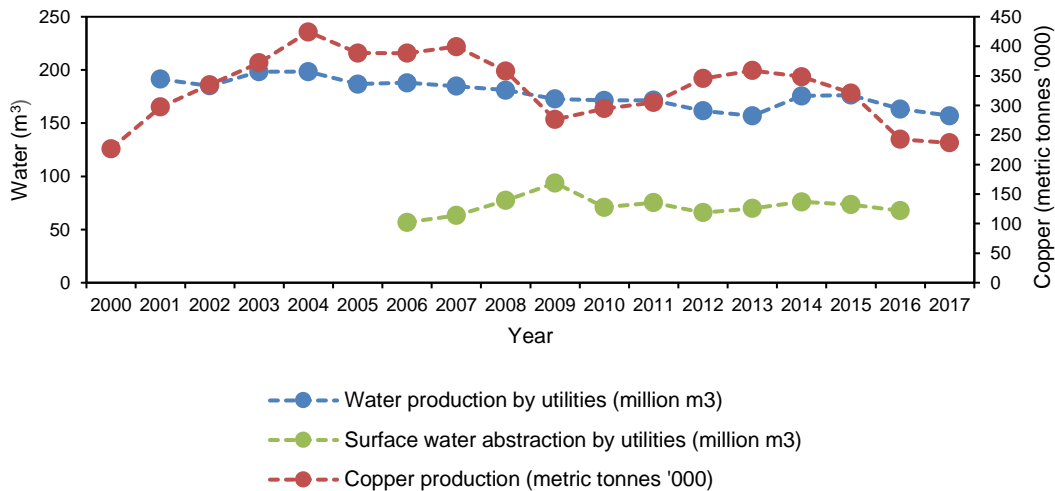 250
200
150
100
50
0
Water (m³)
450
400
350
300
250
200
150
100
50
0
Copper (metric tonnes '000)
2000 2001 2002 2003 2004 2005 2006 2007 2008 2009 2010 2011 2012 2013 2014 2015 2016 2017
Year
Water production by utilities (million m3)
Surface water abstraction by utilities (million m3)
Copper production (metric tonnes '000)